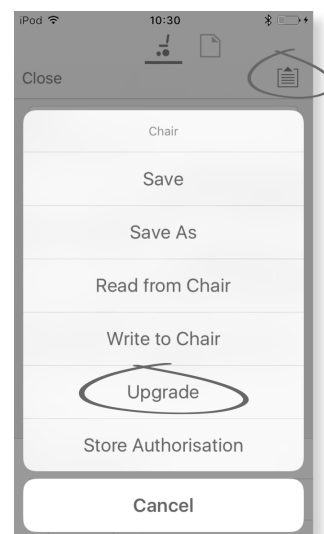 iPod 10:30
Close
Chair
Save
Save As
Read from Chair
Write to Chair
Upgrade
Store Authorisation
Cancel